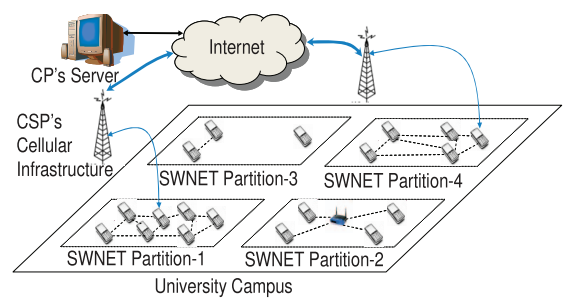 Internet
CP's Server
CSP's
Cellular
Infrastructure
SWNET Partition-3
SWNET Partition-4
SWNET Partition-1
SWNET Partition-2
University Campus